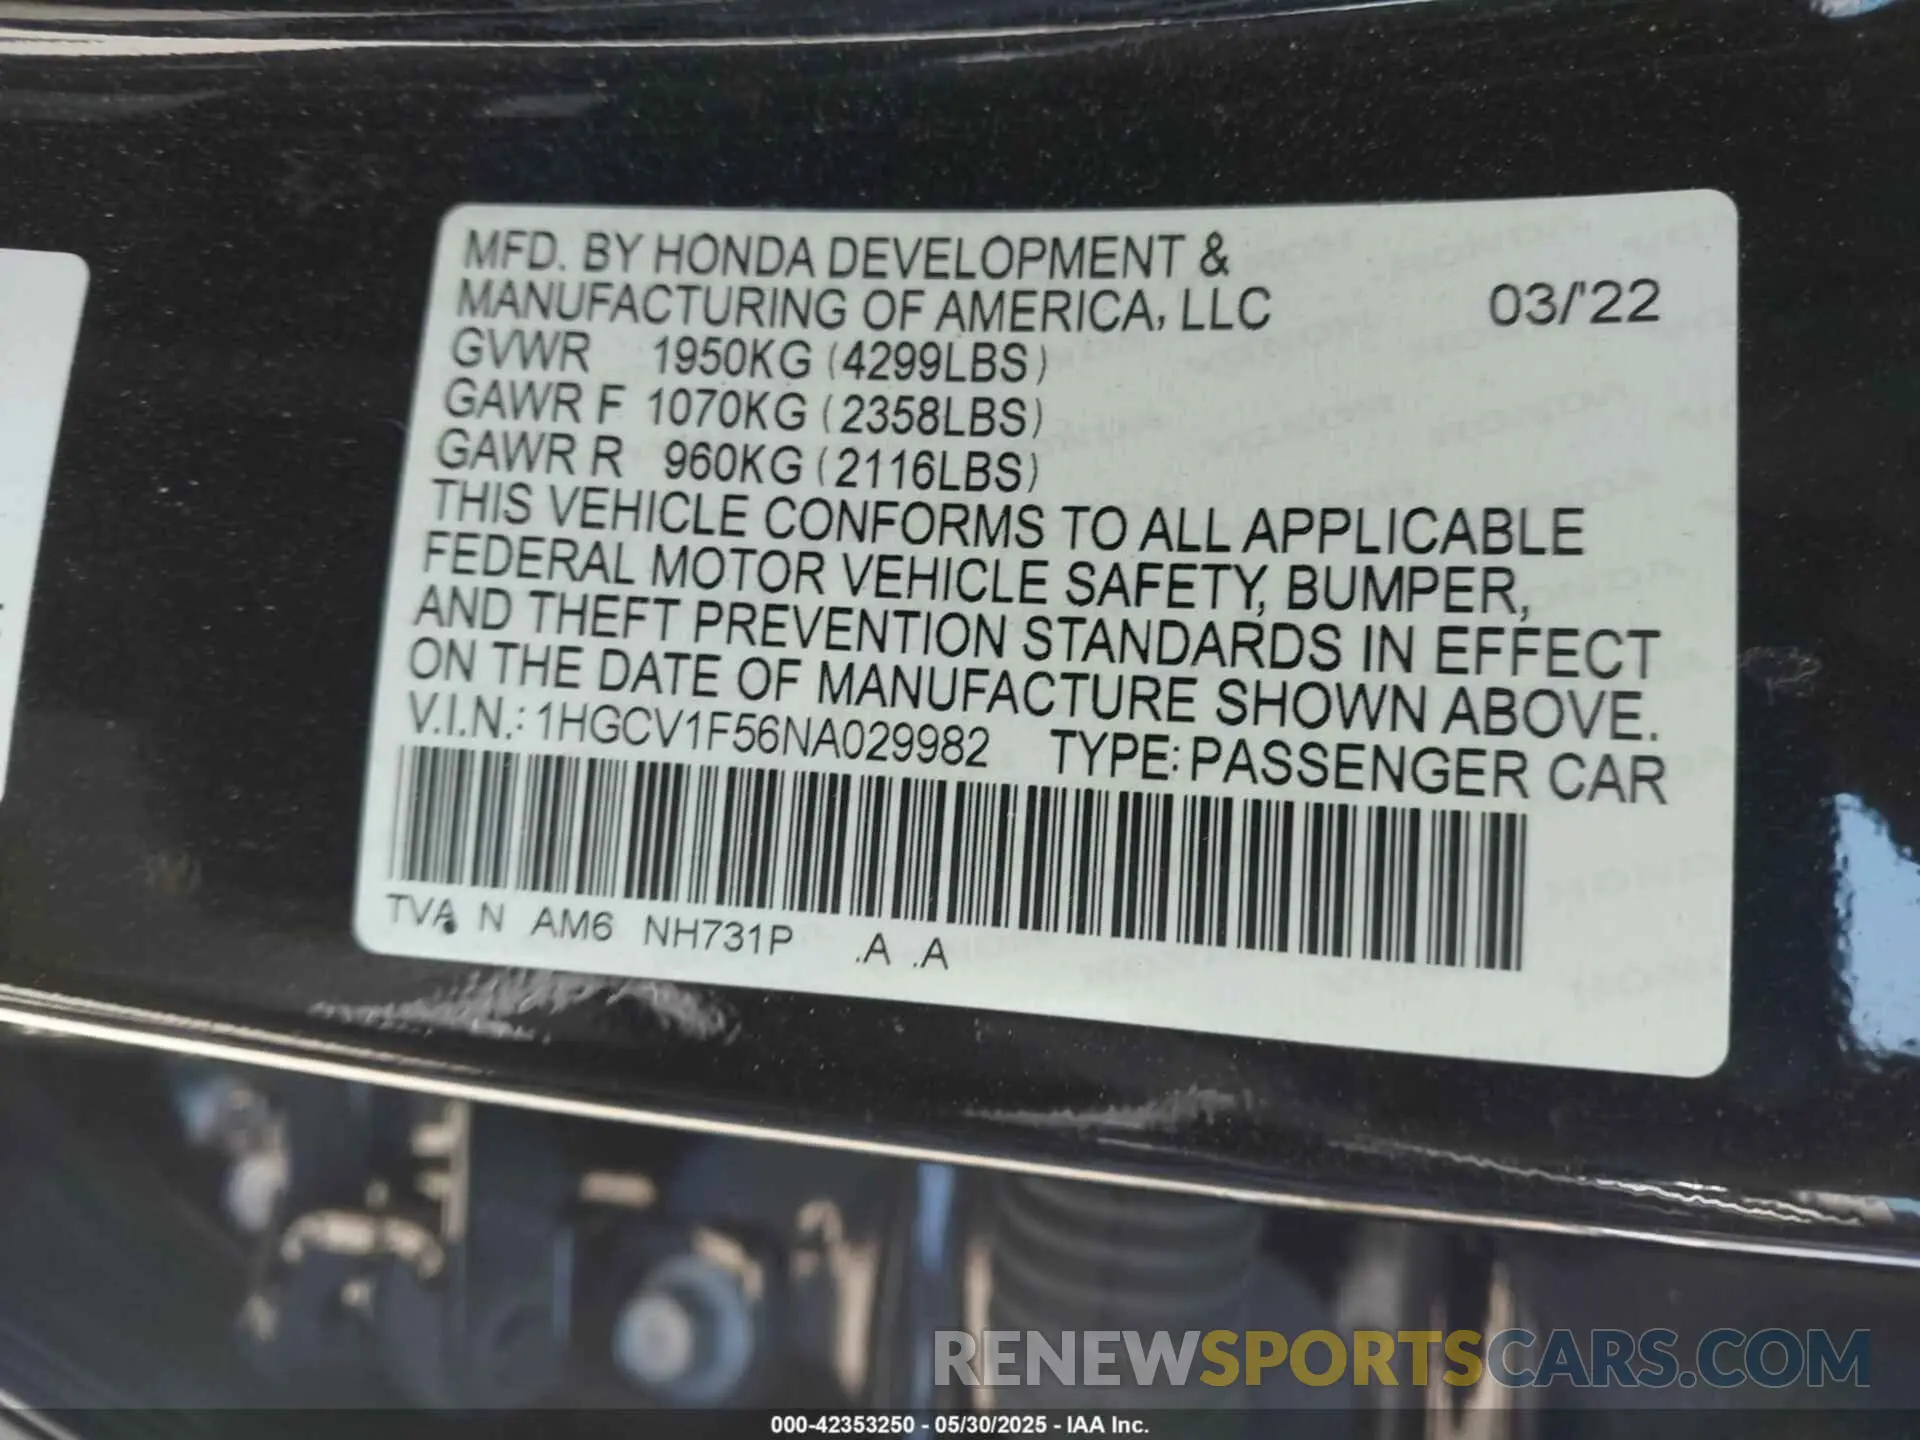 MFD. BY HONDA DEVELOPMENT &
MANUFACTURING OF AMERICA, LLC 03/'22
GVWR 1950KG (4299LBS)
GAWR F 1070KG (2358LBS)
GAWR R 960KG (2116LBS)
THIS VEHICLE CONFORMS TO ALL APPLICABLE
FEDERAL MOTOR VEHICLE SAFETY, BUMPER,
AND THEFT PREVENTION STANDARDS IN EFFECT
ON THE DATE OF MANUFACTURE SHOWN ABOVE.
V.I.N.: 1HGCV1F56NA029982 TYPE: PASSENGER CAR
TVA N AM6 NH731P .A .A
RENEWSPORTSCARS.COM
000-42353250 - 05/30/2025 - IAA Inc.